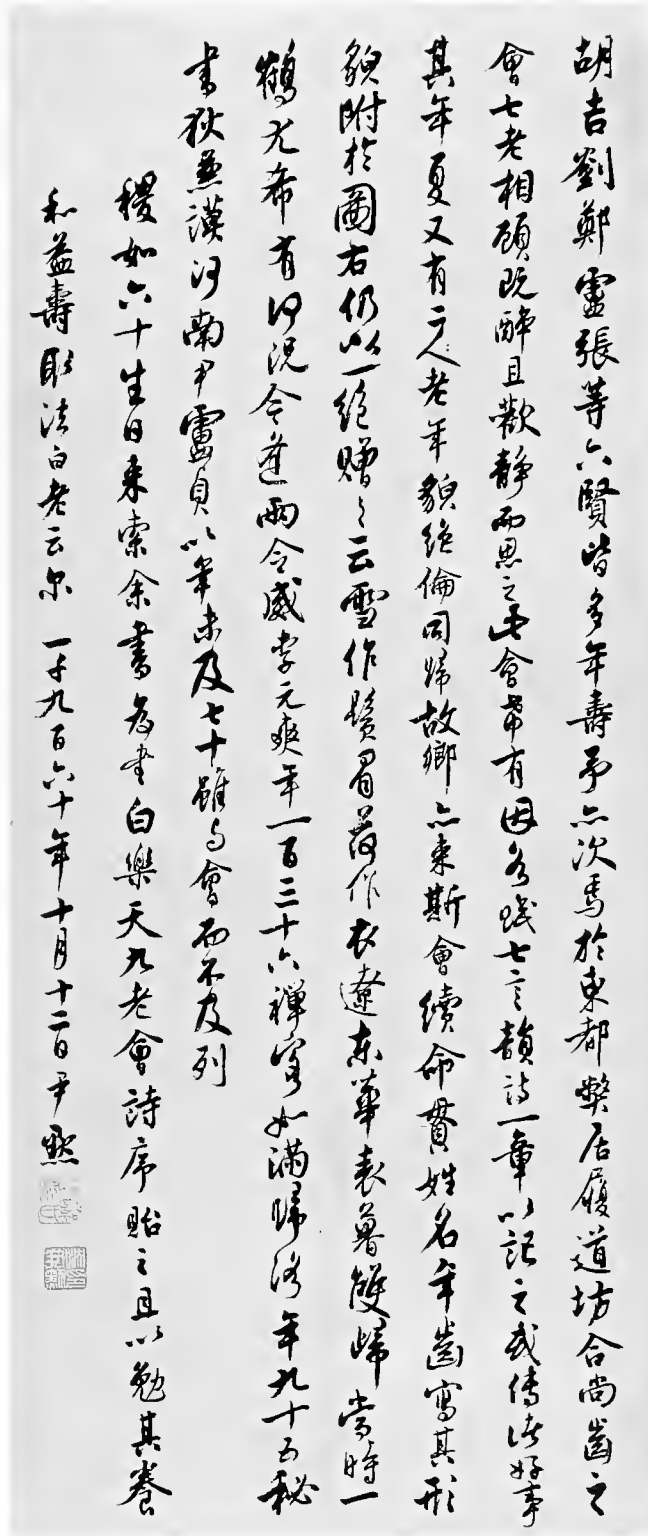 胡吉劉鄭盧張等六賢皆多年壽予亦次焉於東都弊居履道坊合尚齒之
會七老相顧既醉且歡靜而思之此會希有因各賦七言韻詩一章以記之或傳諸好事
其年夏又有二人老年貌絕倫同歸故鄉亦來斯會續命書姓名年齒寫其形
貌附於圖右仍以一絕贈之云雪作鬚眉雲作衣遼東華表暮雙歸當時一
鶴尤希有何況今逢兩令威李元爽年一百三十六禪僧如滿歸洛年九十五秘
書狄兼謨河南尹盧貞以年未及七十雖與會而不及列
稷如六十生日來索余書為書白樂天九老會詩序貽之且以勉其養
和益壽取法白老云尔 一千九百六十年十月十二日尹默